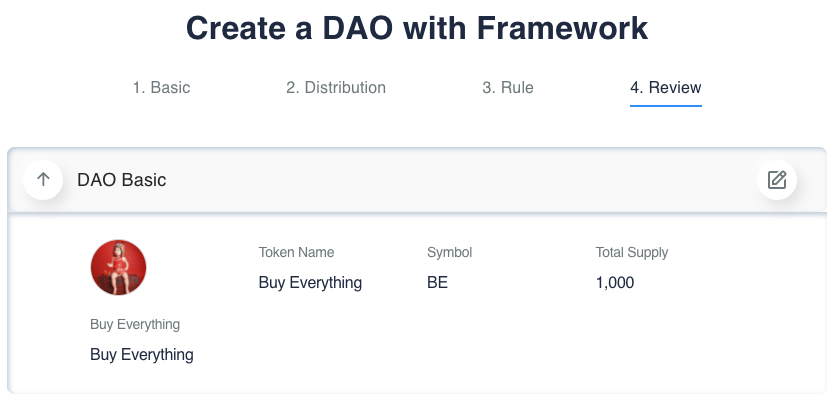 Create a DAO with Framework
1. Basic
2. Distribution
3. Rule
4. Review
DAO Basic
Token Name
Symbol
Total Supply
Buy Everything
BE
1,000
Buy Everything
Buy Everything